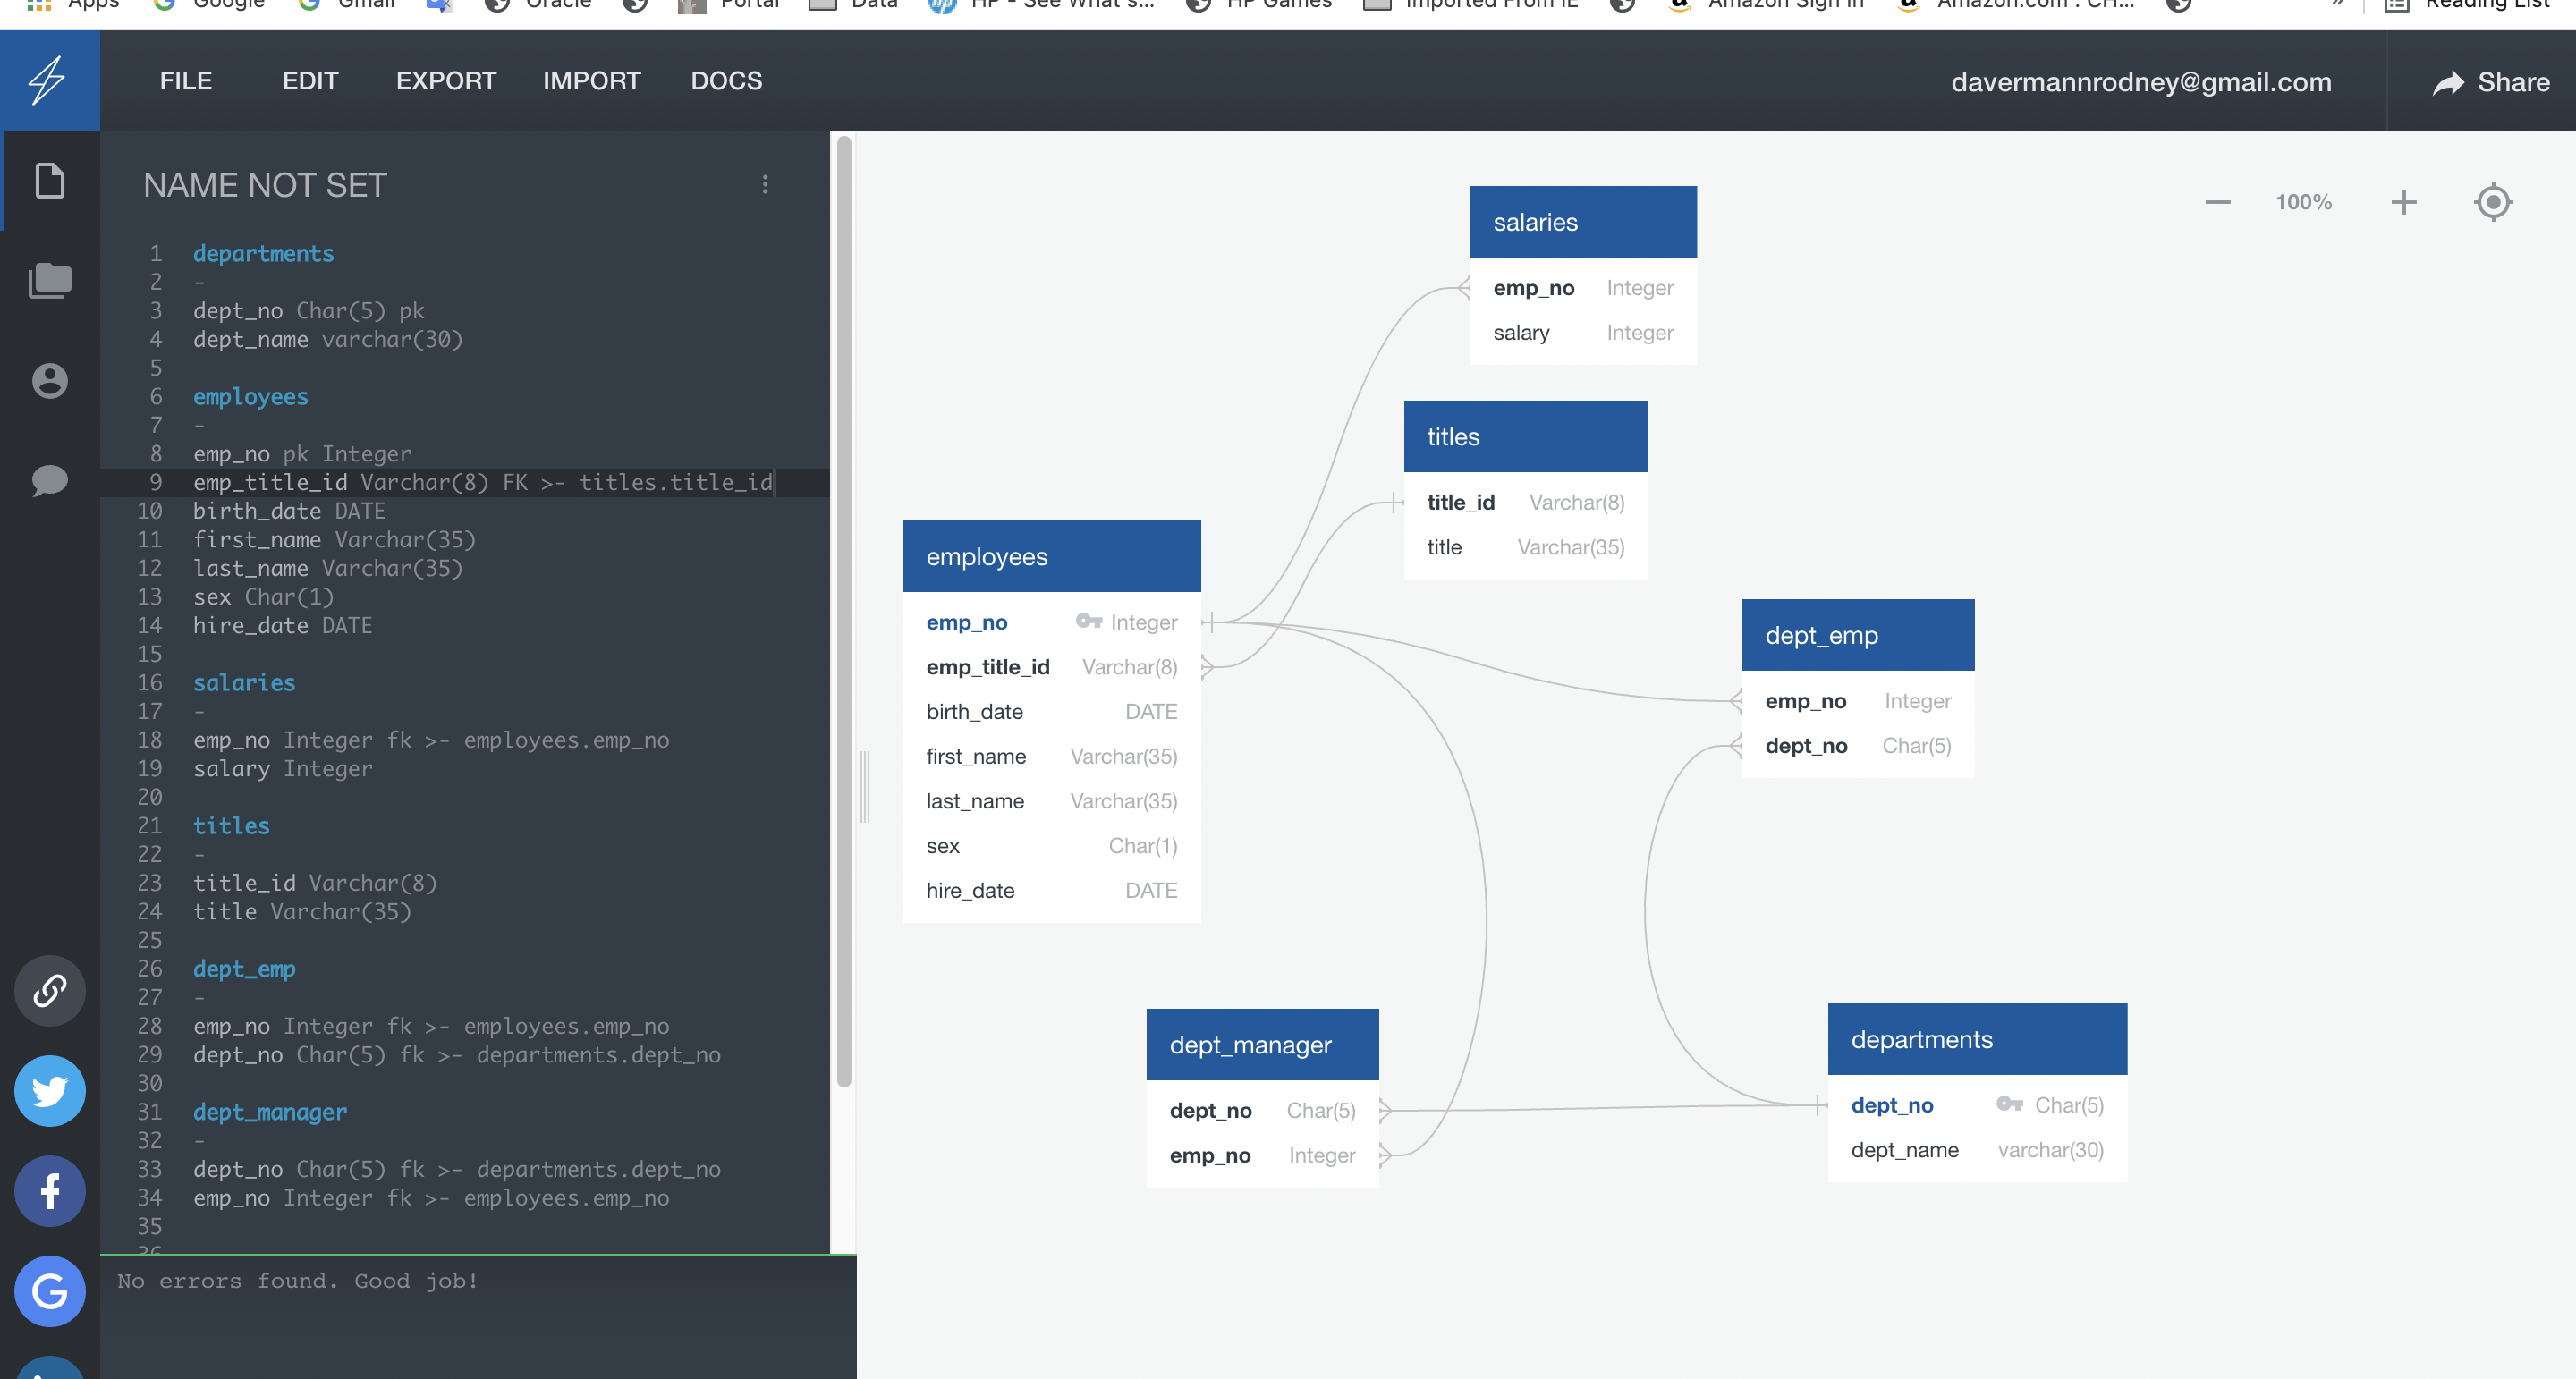 Apps Google Gmail Oracle Portal Data HP - See What's... HP Games Imported From IE Amazon Sign In Amazon.com : CH... » Reading List
FILE EDIT EXPORT IMPORT DOCS davermannrodney@gmail.com Share
NAME NOT SET
1 departments
2 -
3 dept_no Char(5) pk
4 dept_name varchar(30)
5
6 employees
7 -
8 emp_no pk Integer
9 emp_title_id Varchar(8) FK >- titles.title_id
10 birth_date DATE
11 first_name Varchar(35)
12 last_name Varchar(35)
13 sex Char(1)
14 hire_date DATE
15
16 salaries
17 -
18 emp_no Integer fk >- employees.emp_no
19 salary Integer
20
21 titles
22 -
23 title_id Varchar(8)
24 title Varchar(35)
25
26 dept_emp
27 -
28 emp_no Integer fk >- employees.emp_no
29 dept_no Char(5) fk >- departments.dept_no
30
31 dept_manager
32 -
33 dept_no Char(5) fk >- departments.dept_no
34 emp_no Integer fk >- employees.emp_no
35
36
No errors found. Good job!
100%
salaries
emp_no Integer
salary Integer
titles
title_id Varchar(8)
title Varchar(35)
employees
emp_no Integer
emp_title_id Varchar(8)
birth_date DATE
first_name Varchar(35)
last_name Varchar(35)
sex Char(1)
hire_date DATE
dept_emp
emp_no Integer
dept_no Char(5)
dept_manager
dept_no Char(5)
emp_no Integer
departments
dept_no Char(5)
dept_name varchar(30)